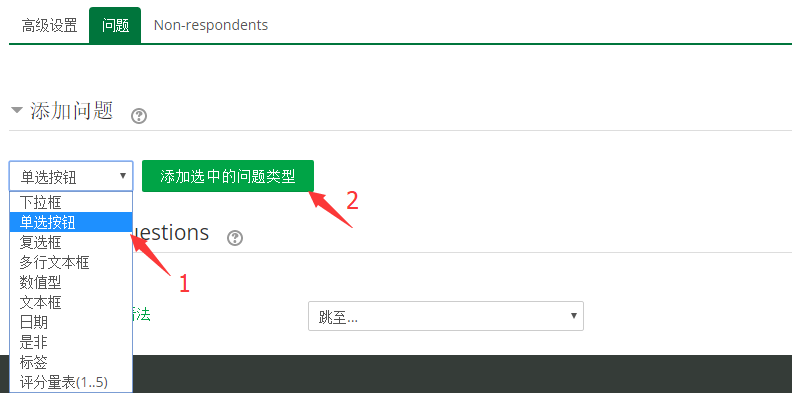 高级设置 问题 Non-respondents
添加问题
单选按钮 添加选中的问题类型
2
下拉框
单选按钮
uestions
复选框
多行文本框
1
数值型
文本框
法 跳至...
日期
是非
标签
评分量表(1..5)